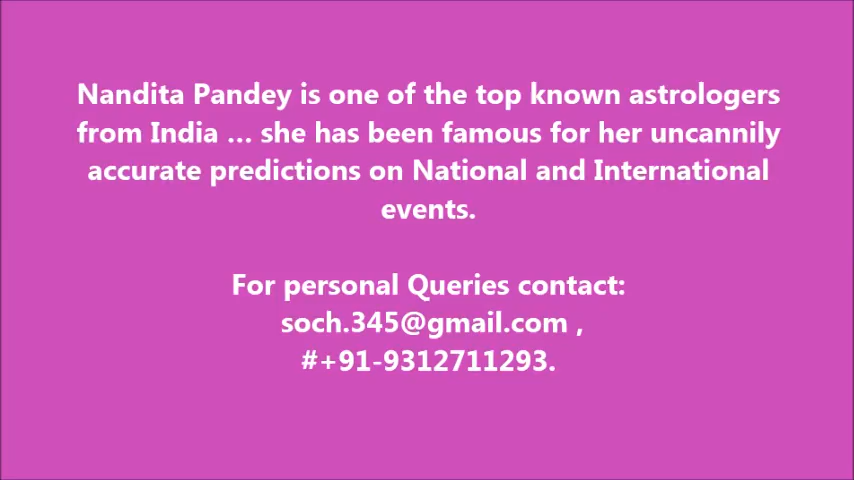 Nandita Pandey is one of the top known astrologers
from India ... she has been famous for her uncannily
accurate predictions on National and International
events.
For personal Queries contact:
soch.345@gmail.com ,
#+91-9312711293.